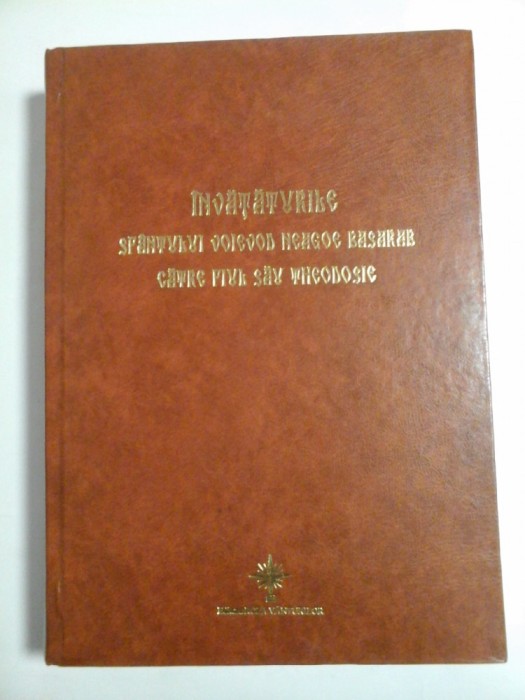 ÎNVĂȚĂTURILE
SFÂNTULUI VOIEVOD NEAGOE BASARAB
CĂTRE FIUL SĂU THEODOSIE